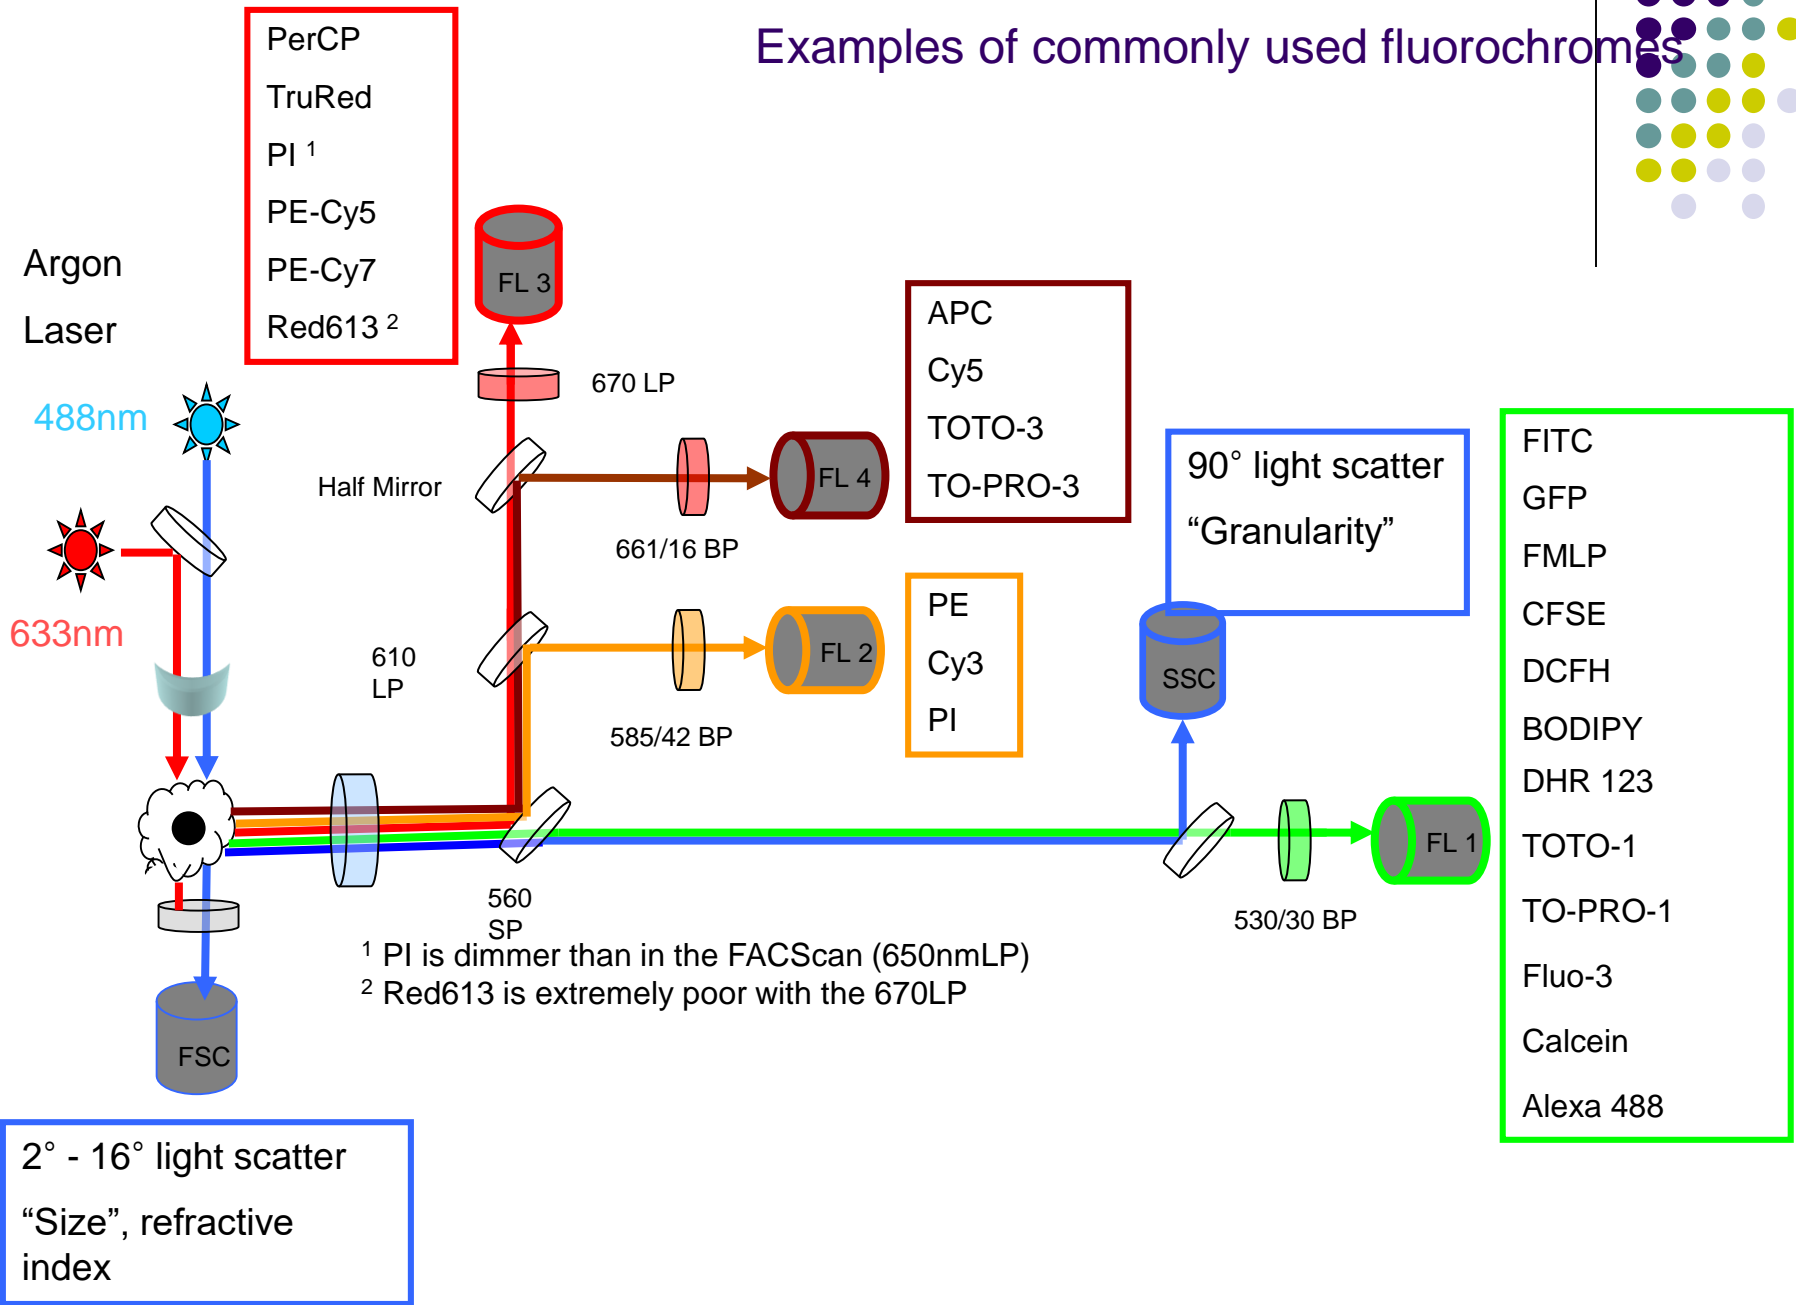 Examples of commonly used fluorochromes
PerCP
TruRed
PI ¹
PE-Cy5
PE-Cy7
Red613 ²
Argon
Laser
488nm
633nm
FL 3
670 LP
Half Mirror
FL 4
661/16 BP
APC
Cy5
TOTO-3
TO-PRO-3
610
LP
FL 2
585/42 BP
PE
Cy3
PI
90° light scatter
“Granularity”
SSC
FL 1
530/30 BP
FITC
GFP
FMLP
CFSE
DCFH
BODIPY
DHR 123
TOTO-1
TO-PRO-1
Fluo-3
Calcein
Alexa 488
560
SP
¹ PI is dimmer than in the FACScan (650nmLP)
² Red613 is extremely poor with the 670LP
FSC
2° - 16° light scatter
“Size”, refractive
index